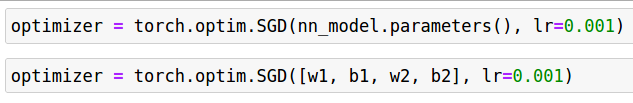 optimizer = torch.optim.SGD(nn_model.parameters(), lr=0.001)
optimizer = torch.optim.SGD([w1, b1, w2, b2], lr=0.001)